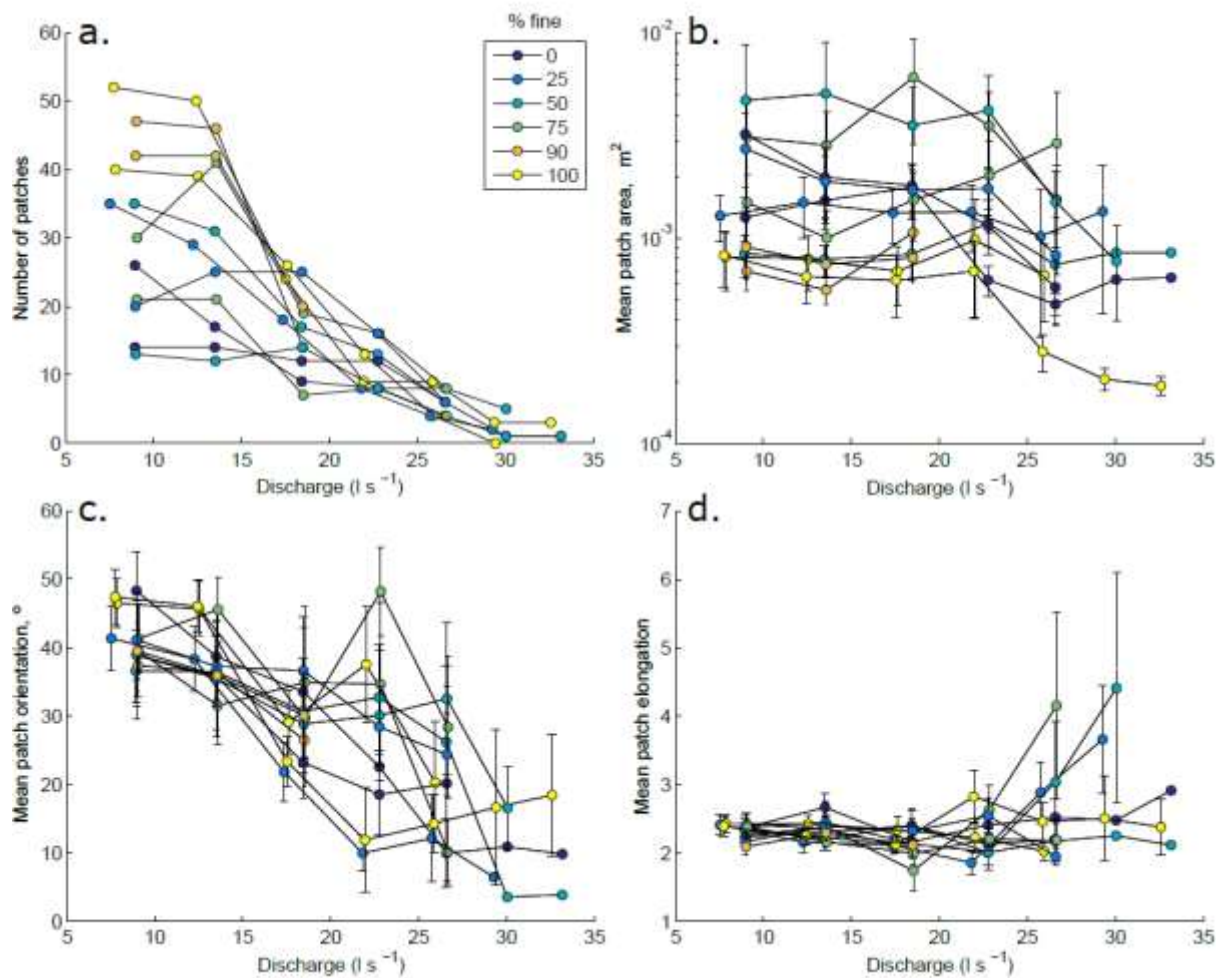 a.
60
50
40
30
20
10
0
Number of patches
5 10 15 20 25 30 35
Discharge (l s⁻¹)
% fine
0
25
50
75
90
100
b.
10⁻²
10⁻³
10⁻⁴
Mean patch area, m²
5 10 15 20 25 30 35
Discharge (l s⁻¹)
c.
60
50
40
30
20
10
0
Mean patch orientation, °
5 10 15 20 25 30 35
Discharge (l s⁻¹)
d.
7
6
5
4
3
2
1
Mean patch elongation
5 10 15 20 25 30 35
Discharge (l s⁻¹)